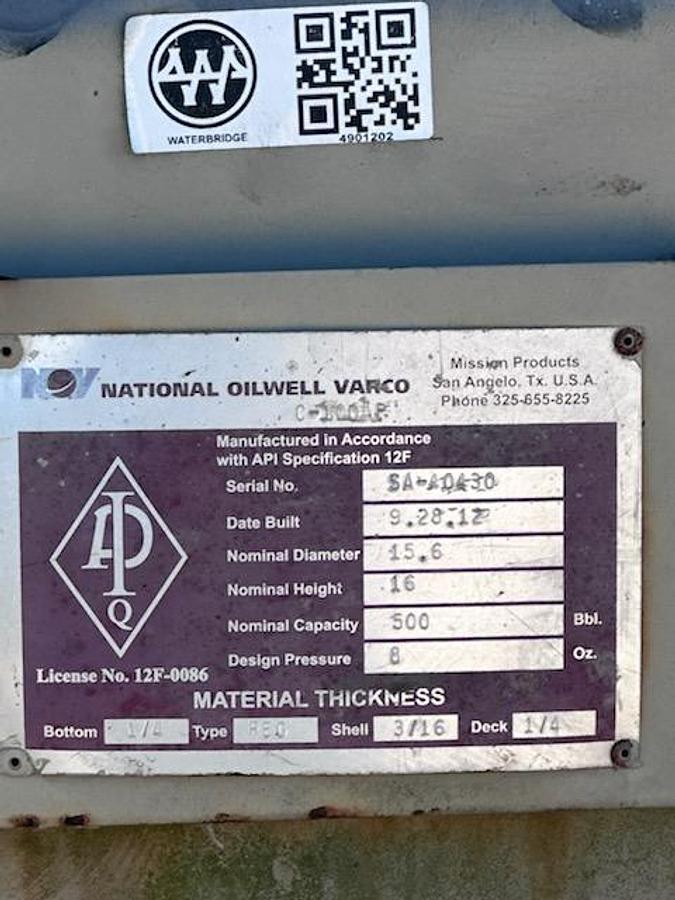 WATERBRIDGE
4901202
NOV NATIONAL OILWELL VARCO
Mission Products
San Angelo, Tx. U.S.A.
Phone 325-655-8225
Manufactured in Accordance
with API Specification 12F
Serial No.
Date Built 9.28.12
Nominal Diameter 15.6
Nominal Height 16
Nominal Capacity 500 Bbl.
Design Pressure 8 Oz.
API
Q
License No. 12F-0086
MATERIAL THICKNESS
Bottom 1/4 Type Shell 3/16 Deck 1/4